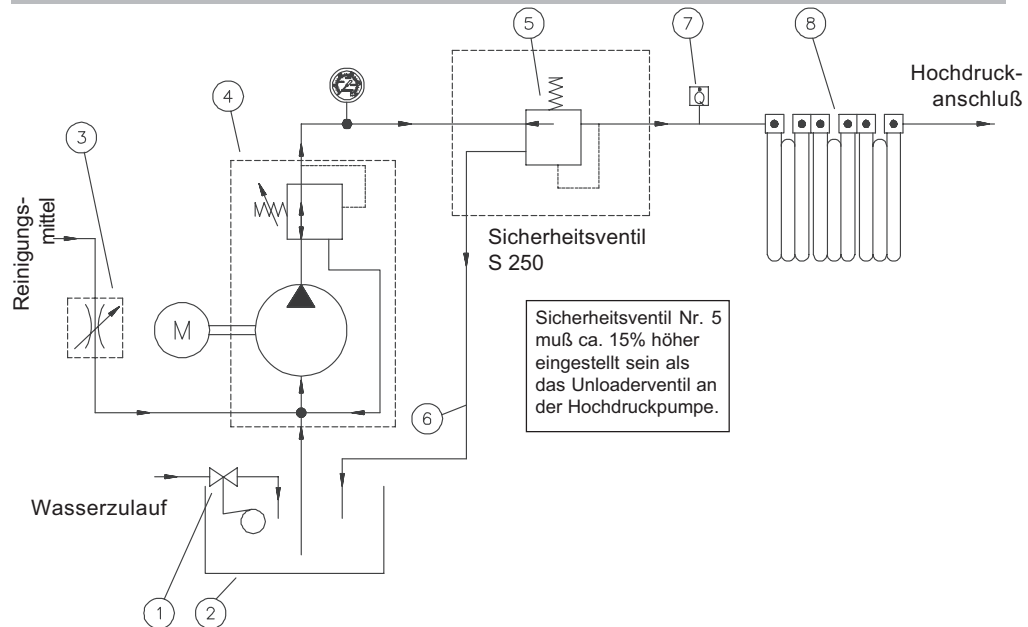 5
7
8
Hochdruck-
anschluß
4
3
Reinigungs-
mittel
Sicherheitsventil
S 250
M
Q
Sicherheitsventil Nr. 5
muß ca. 15% höher
eingestellt sein als
das Unloaderventil an
der Hochdruckpumpe.
6
Wasserzulauf
1
2